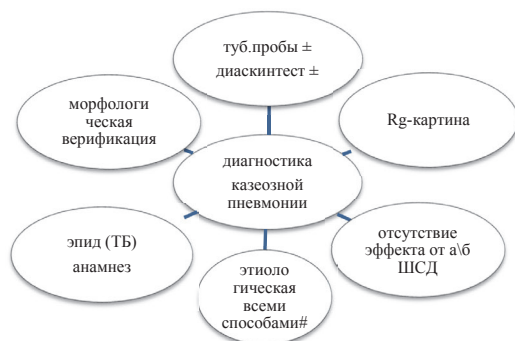 туб.пробы ±
диаскинтест ±
морфологи
ческая
верификация
Rg-картина
диагностика
казеозной
пневмонии
эпид (ТБ)
анамнез
отсутствие
эффекта от а\б
ШСД
этиоло
гическая
всеми
способами#